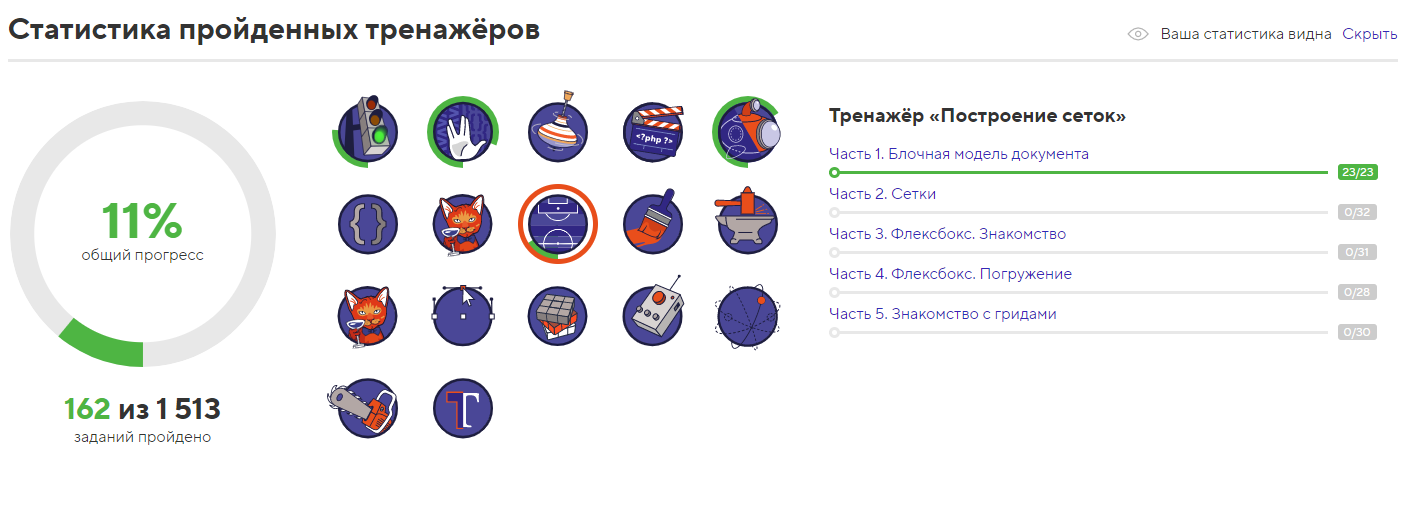 Статистика пройденных тренажёров
Ваша статистика видна Скрыть
11%
общий прогресс
162 из 1 513
заданий пройдено
<?php ?>
{}
T
Тренажёр «Построение сеток»
Часть 1. Блочная модель документа
23/23
Часть 2. Сетки
0/32
Часть 3. Флексбокс. Знакомство
0/31
Часть 4. Флексбокс. Погружение
0/28
Часть 5. Знакомство с гридами
0/30